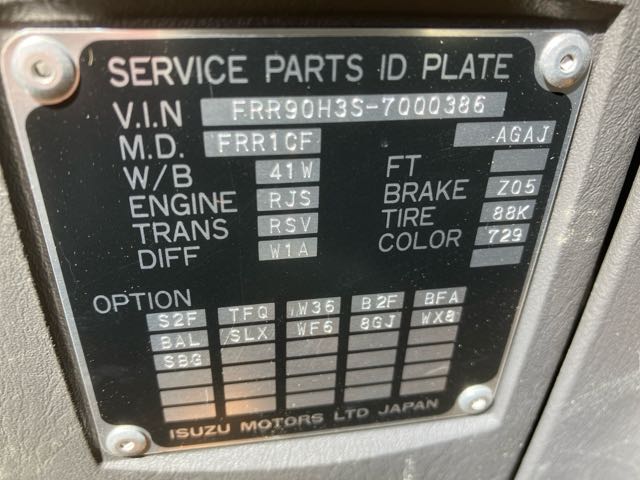 SERVICE PARTS ID PLATE
V.I.N FRR90H3S-7000386
M.D. FRR1CF AGAJ
W/B 41W FT
ENGINE RJS BRAKE Z05
TRANS RSV TIRE 88K
DIFF W1A COLOR 729
OPTION
S2F TFQ IW36 B2F BFA
BAL /SLX WF6 8GJ WX8
SBG
ISUZU MOTORS LTD JAPAN